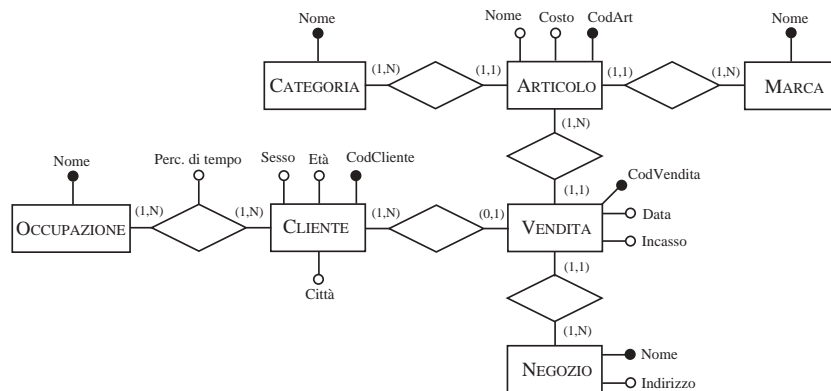 Nome
Nome Costo CodArt
Nome
CATEGORIA (1,N) (1,1) ARTICOLO (1,1) (1,N) MARCA
(1,N)
Nome Perc. di tempo Sesso Età CodCliente
(1,1) CodVendita
OCCUPAZIONE (1,N) (1,N) CLIENTE (1,N) (0,1) VENDITA Data
Incasso
(1,1)
Città
(1,N)
NEGOZIO Nome
Indirizzo